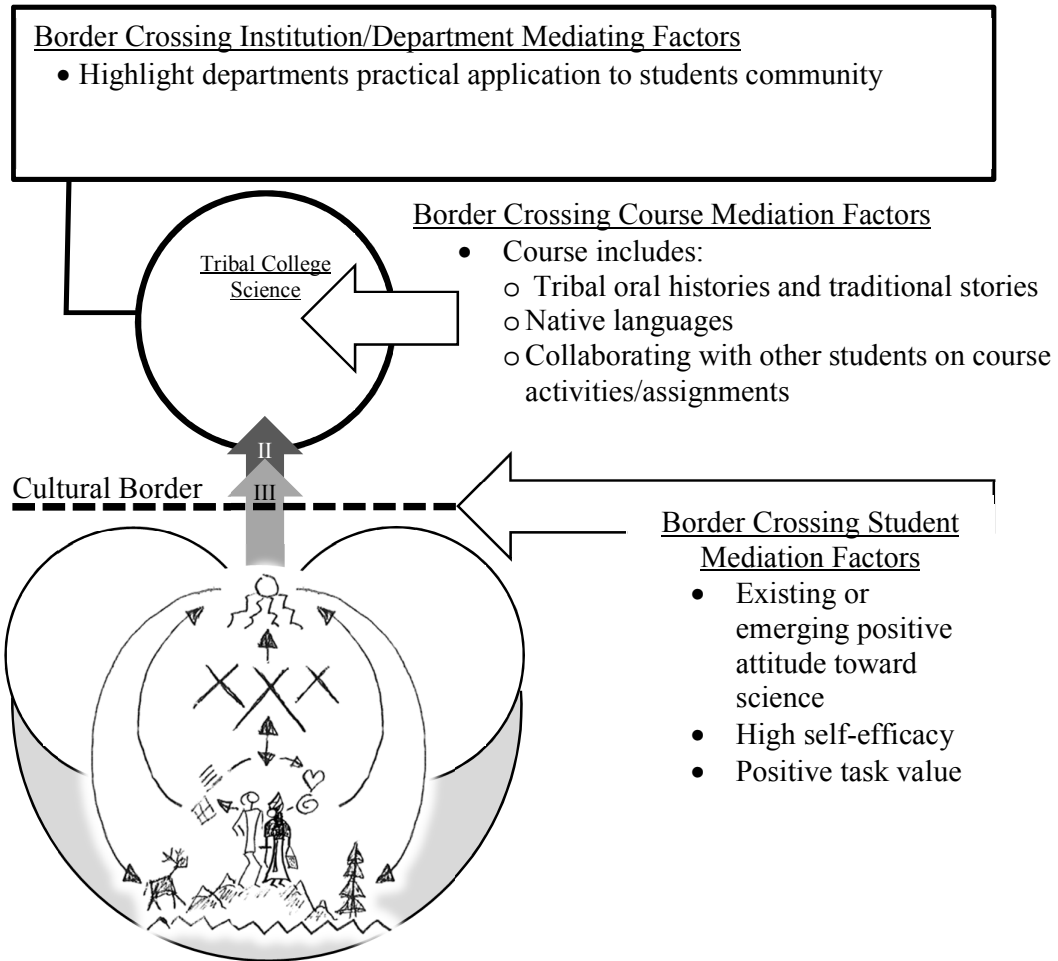 Border Crossing Institution/Department Mediating Factors
• Highlight departments practical application to students community
Tribal College
Science
Border Crossing Course Mediation Factors
• Course includes:
o Tribal oral histories and traditional stories
o Native languages
o Collaborating with other students on course
activities/assignments
II
III
Cultural Border
Border Crossing Student
Mediation Factors
• Existing or
emerging positive
attitude toward
science
• High self-efficacy
• Positive task value